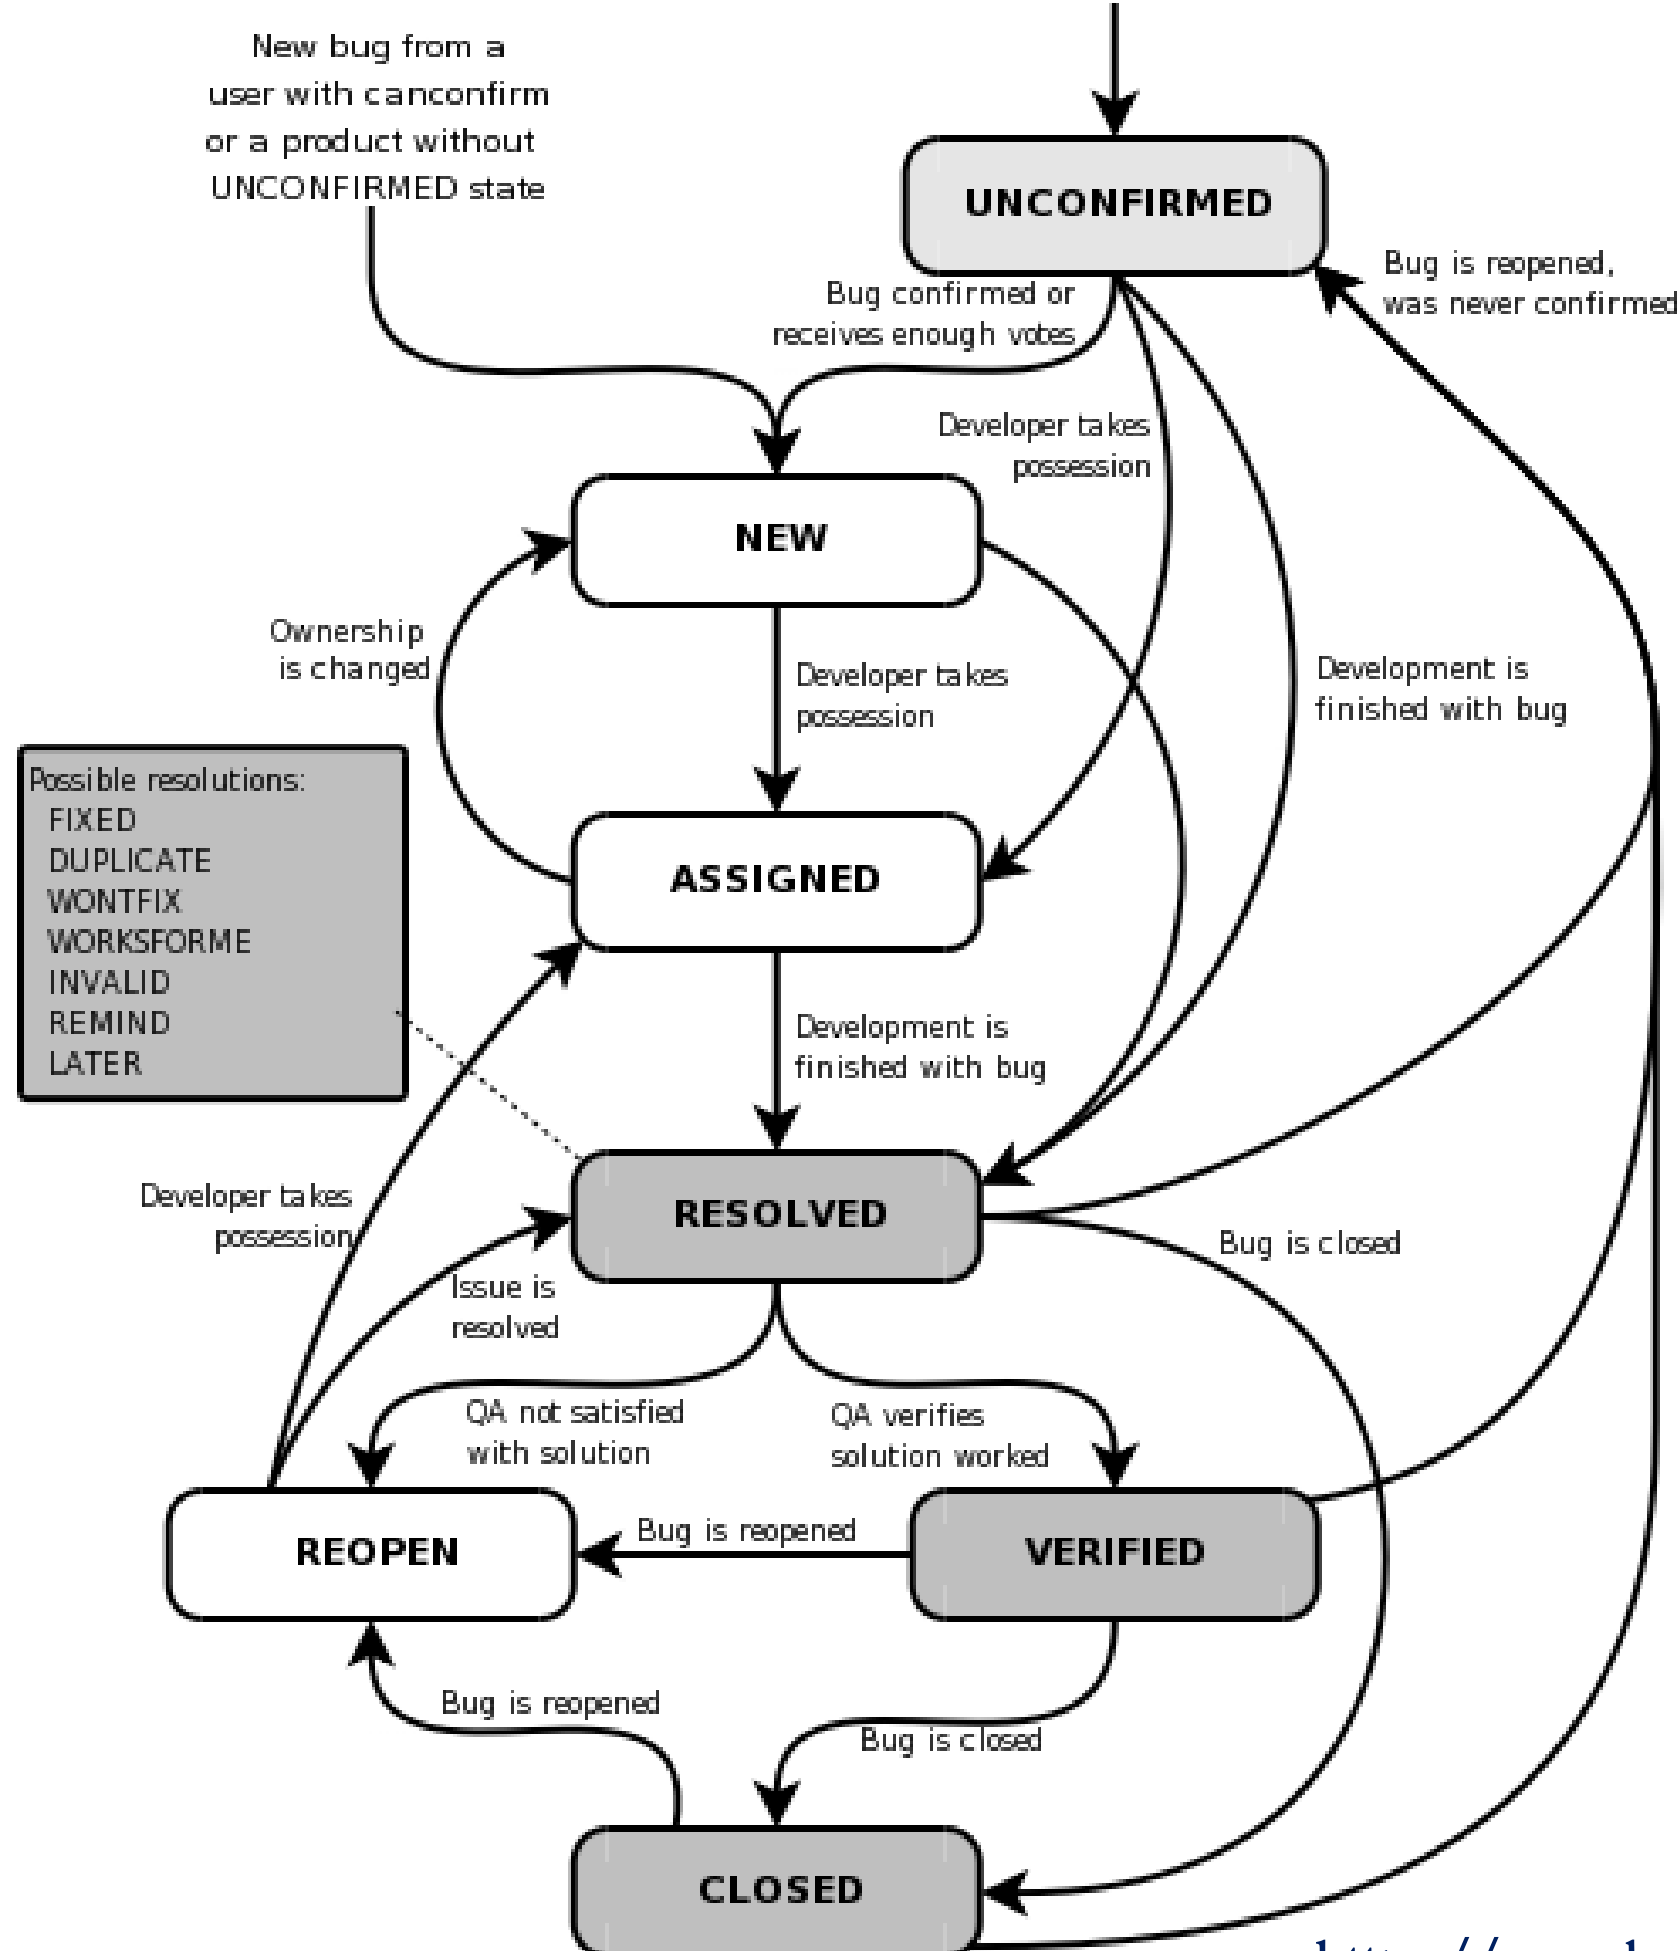 New bug from a
user with canconfirm
or a product without
UNCONFIRMED state
UNCONFIRMED
Bug is reopened,
was never confirmed
Bug confirmed or
receives enough votes
Developer takes
possession
NEW
Ownership
is changed
Developer takes
possession
Development is
finished with bug
Possible resolutions:
FIXED
DUPLICATE
WONTFIX
WORKSFORME
INVALID
REMIND
LATER
ASSIGNED
Development is
finished with bug
Developer takes
possession
RESOLVED
Bug is closed
Issue is
resolved
QA not satisfied
with solution
QA verifies
solution worked
REOPEN
Bug is reopened
VERIFIED
Bug is reopened
Bug is closed
CLOSED